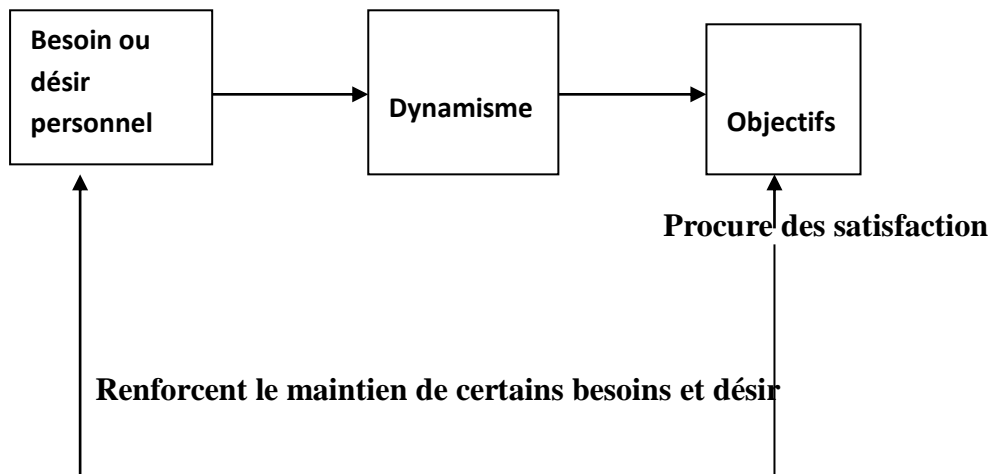 Besoin ou
désir
personnel
Dynamisme
Objectifs
Procure des satisfaction
Renforcent le maintien de certains besoins et désir